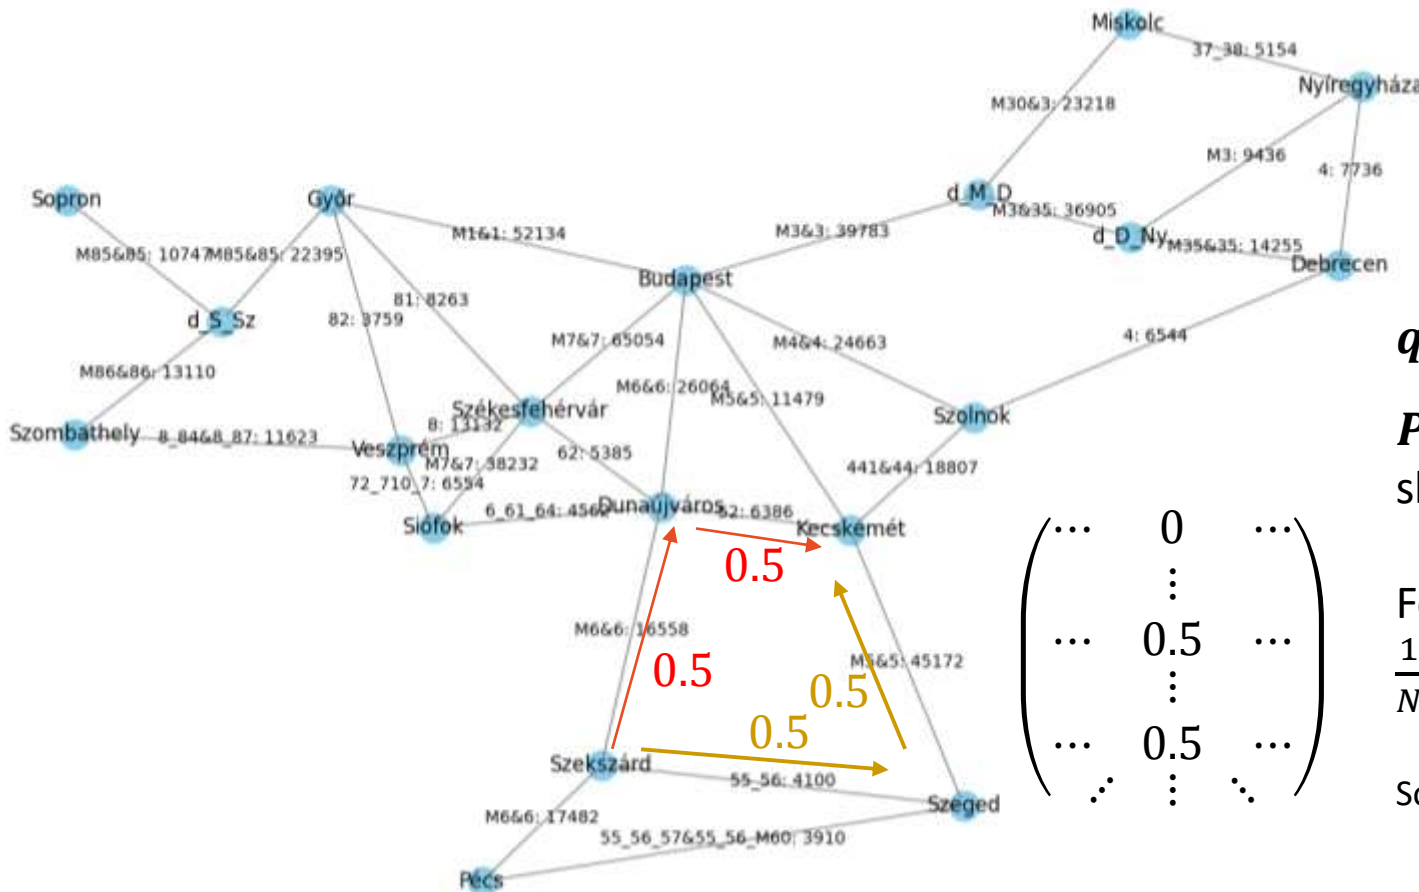 Miskolc
37_38: 5154
Nyíregyháza
M30&3: 23218
M3: 9436
4: 7736
Sopron
Győr
d_M_D
M3&35: 36905
M1&1: 52134
M3&3: 39783
d_D_Ny
M35&35: 14255
M85&85: 10747
M85&85: 22395
Debrecen
Budapest
81: 8263
d_S_Sz
82: 3759
M7&7: 65054
M4&4: 24663
4: 6544
M86&86: 13110
M6&6: 26064
M5&5: 11479
q
Székesfehérvár
Szolnok
Szombathely
8_84&8_87: 11623
8: 13132
P
Veszprém
M7&7: 38232
62: 5385
441&44: 18807
72_710_7: 6554
Siófok
6_61_64: 4562
Dunaújváros
52: 6386
Kecskemét
⋯ 0 ⋯
⋮
0.5
M6&6: 16558
⋯ 0.5 ⋯
0.5
M5&5: 45172
0.5
⋮
1
N
0.5
⋯ 0.5 ⋯
⋰ ⋮ ⋱
Szekszárd
55_56: 4100
Szeged
M6&6: 17482
55_56_57&55_56_M60: 3910
Pécs